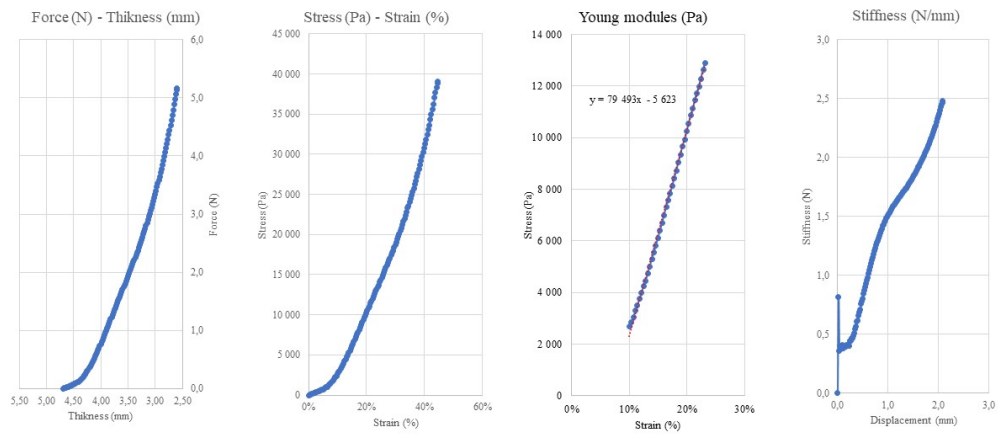 Force (N) - Thikness (mm)
6,0
5,0
4,0
3,0
2,0
1,0
0,0
Force (N)
5,50 5,00 4,50 4,00 3,50 3,00 2,50
Thikness (mm)
Stress (Pa) - Strain (%)
45 000
40 000
35 000
30 000
25 000
20 000
15 000
10 000
5 000
0
Stress (Pa)
0% 20% 40% 60%
Strain (%)
Young modules (Pa)
14 000
12 000
10 000
8 000
6 000
4 000
2 000
0
Stress (Pa)
y = 79 493x - 5 623
0% 10% 20% 30%
Strain (%)
Stiffness (N/mm)
3,0
2,5
2,0
1,5
1,0
0,5
0,0
Stiffness (N)
0,0 1,0 2,0 3,0
Displacement (mm)